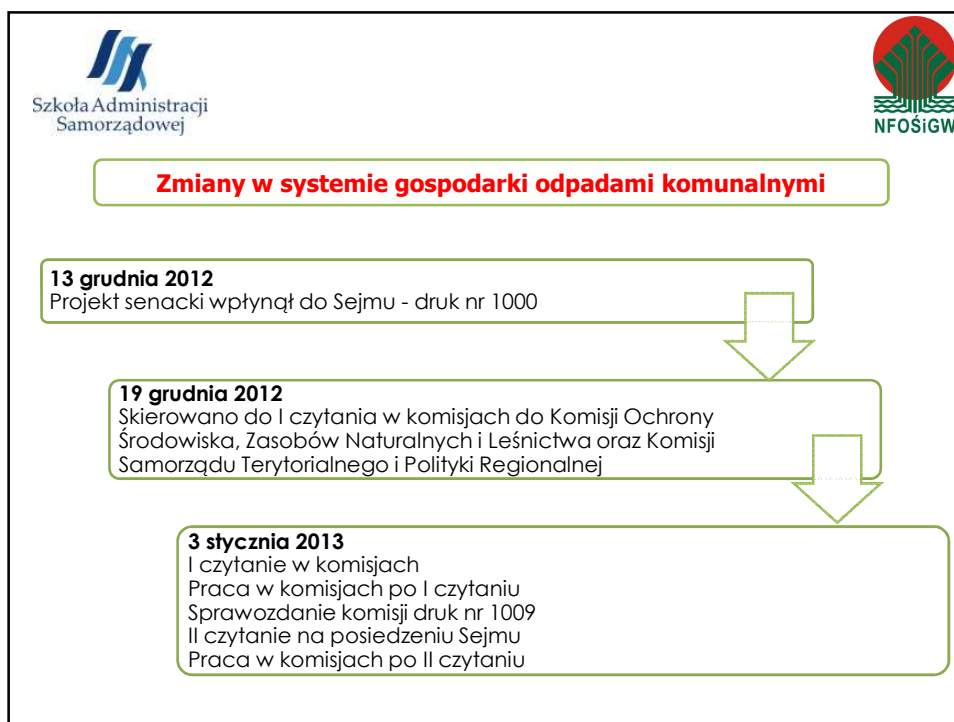 Szkoła Administracji
Samorządowej
NFOŚiGW
Zmiany w systemie gospodarki odpadami komunalnymi
13 grudnia 2012
Projekt senacki wpłynął do Sejmu - druk nr 1000
19 grudnia 2012
Skierowano do I czytania w komisjach do Komisji Ochrony
Środowiska, Zasobów Naturalnych i Leśnictwa oraz Komisji
Samorządu Terytorialnego i Polityki Regionalnej
3 stycznia 2013
I czytanie w komisjach
Praca w komisjach po I czytaniu
Sprawozdanie komisji druk nr 1009
II czytanie na posiedzeniu Sejmu
Praca w komisjach po II czytaniu